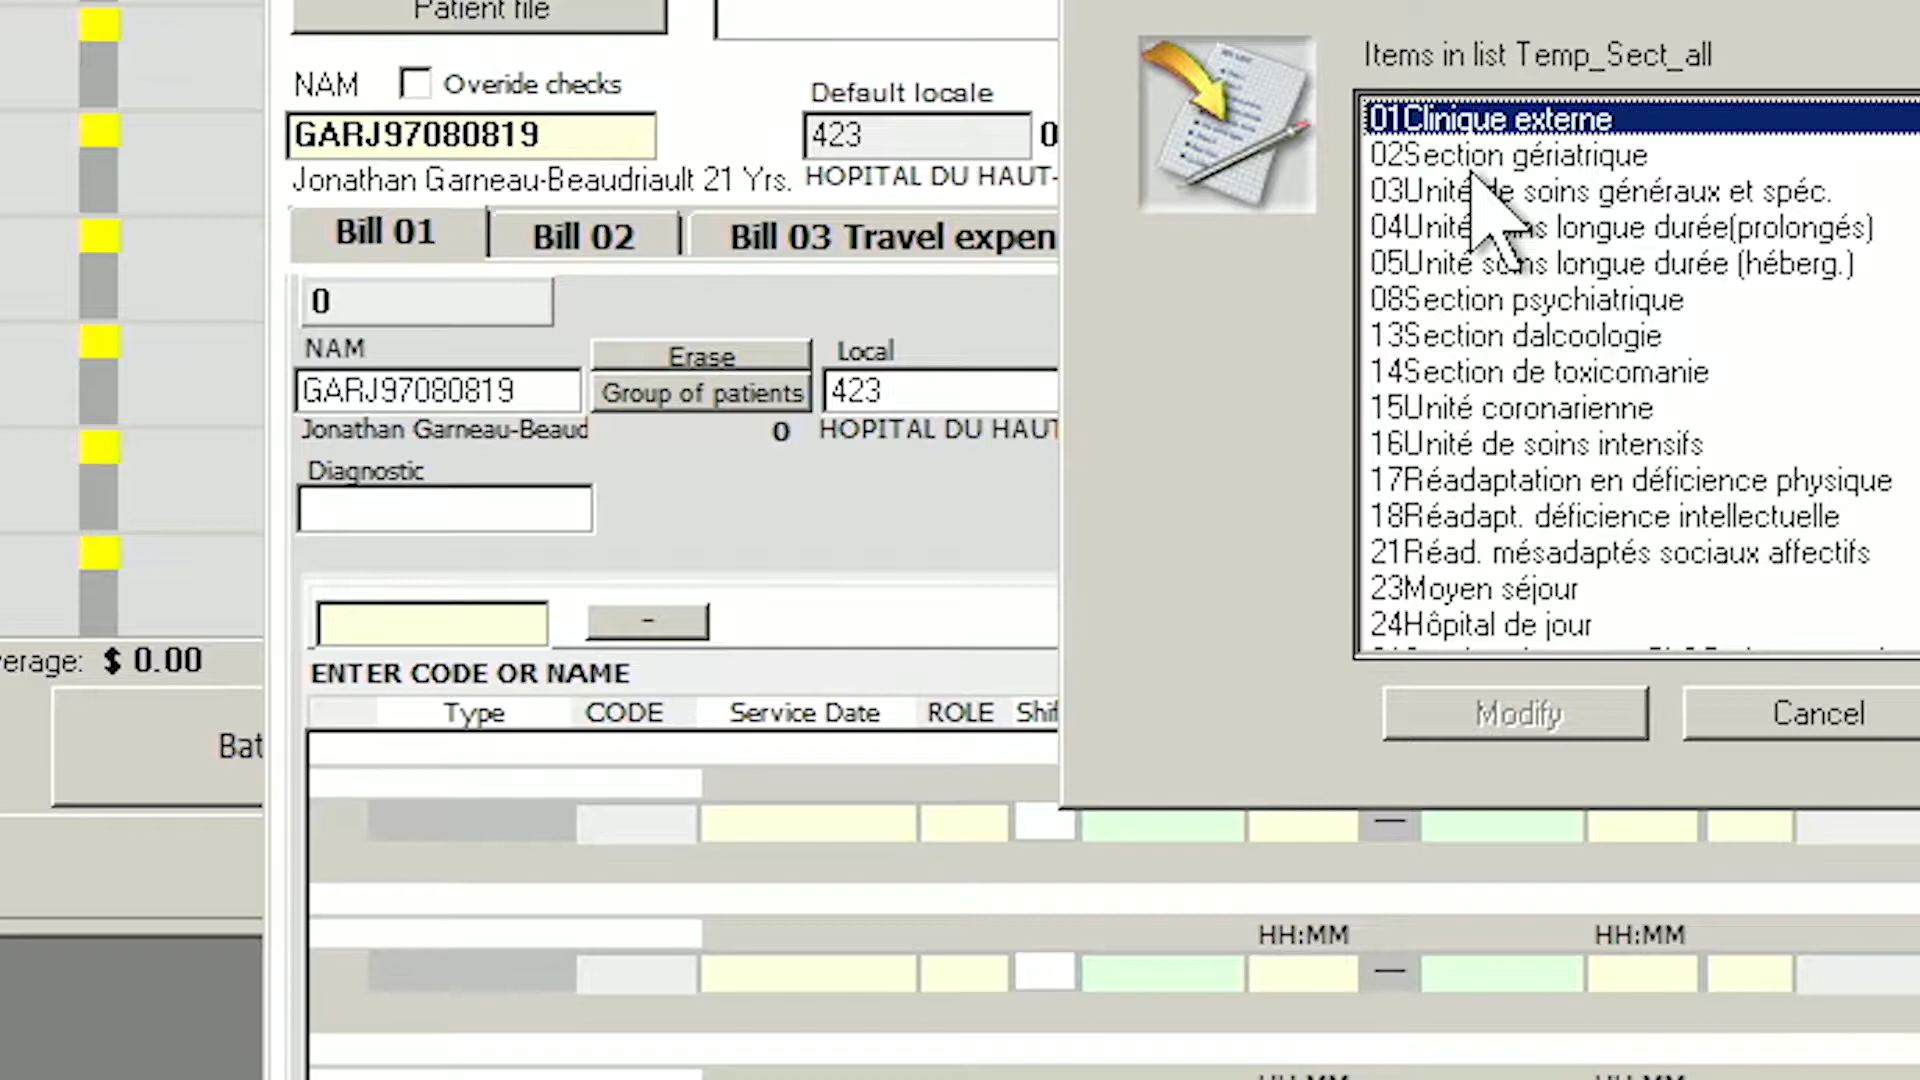 Patient file
NAM
Overide checks
Default locale
GARJ97080819
423
0
Jonathan Garneau-Beaudriault 21 Yrs.
HOPITAL DU HAUT-
Bill 01
Bill 02
Bill 03 Travel expen
0
NAM
Erase
Local
GARJ97080819
Group of patients
423
Jonathan Garneau-Beaud
0
HOPITAL DU HAUT
Diagnostic
-
ENTER CODE OR NAME
Type
CODE
Service Date
ROLE
Shif
verage: $ 0.00
Bat
HH:MM
HH:MM
Items in list Temp_Sect_all
01Clinique externe
02Section gériatrique
03Unité de soins généraux et spéc.
04Unité soins longue durée(prolongés)
05Unité soins longue durée (héberg.)
08Section psychiatrique
13Section dalcoologie
14Section de toxicomanie
15Unité coronarienne
16Unité de soins intensifs
17Réadaptation en déficience physique
18Réadapt. déficience intellectuelle
21Réad. mésadaptés sociaux affectifs
23Moyen séjour
24Hôpital de jour
Modify
Cancel